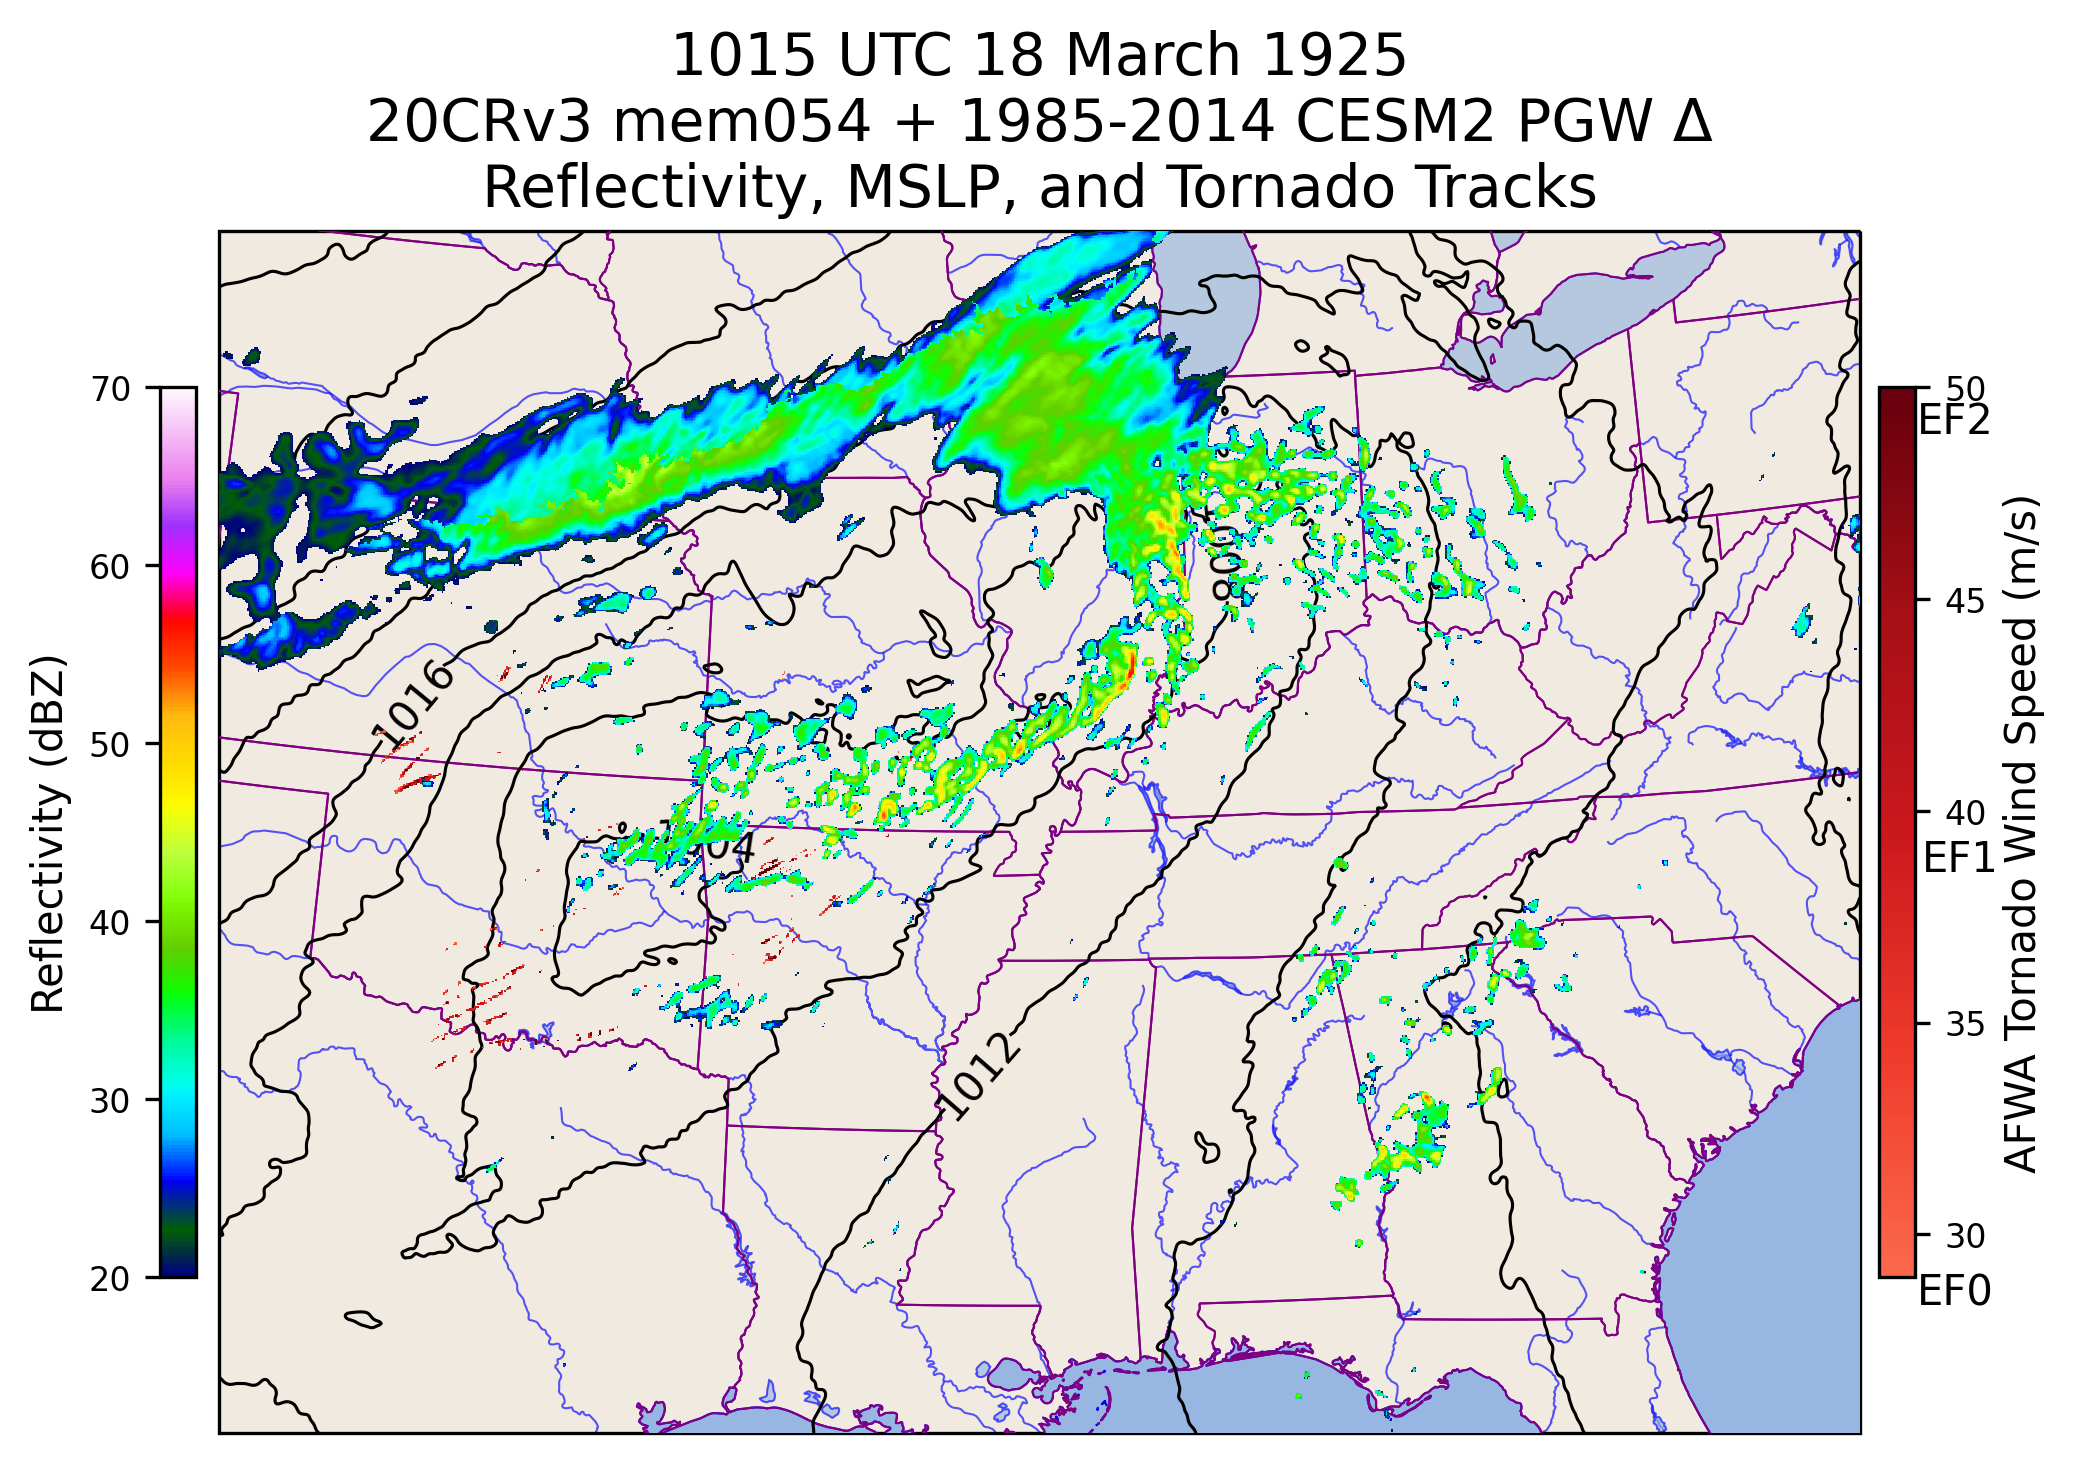 1015 UTC 18 March 1925
20CRv3 mem054 + 1985-2014 CESM2 PGW Δ
Reflectivity, MSLP, and Tornado Tracks
Reflectivity (dBZ)
70
60
50
40
30
20
1016
1008
1004
1012
50
EF2
45
40
EF1
35
30
EF0
AFWA Tornado Wind Speed (m/s)